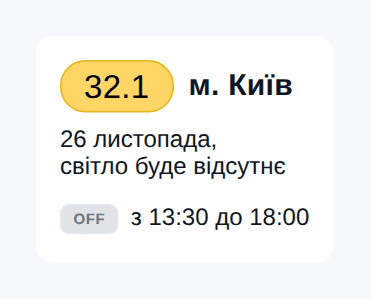 32.1 м. Київ
26 листопада,
світло буде відсутнє
OFF з 13:30 до 18:00